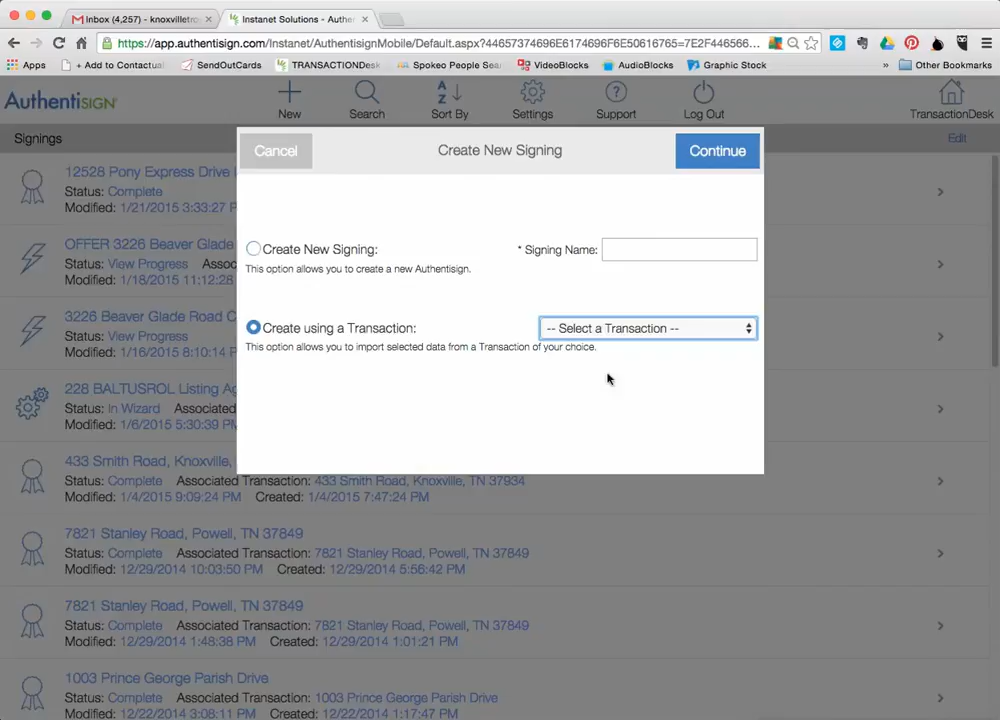 Inbox (4,257) - knoxvilletro
Instanet Solutions - Auther
https://app.authentisign.com/Instanet/AuthentisignMobile/Default.aspx?44657374696E6174696F6E50616765=7E2F446566...
Apps
+ Add to Contactual
SendOutCards
TRANSACTIONDesk
Spokeo People Sea
VideoBlocks
AudioBlocks
Graphic Stock
»
Other Bookmarks
AuthentiSIGN
New
Search
A Z
Sort By
Settings
?
Support
Log Out
TransactionDesk
Signings
Edit
Cancel
Create New Signing
Continue
Create New Signing:
* Signing Name:
This option allows you to create a new Authentisign.
Create using a Transaction:
-- Select a Transaction --
This option allows you to import selected data from a Transaction of your choice.
12528 Pony Express Drive
Status: Complete
Modified: 1/21/2015 3:33:27 P
OFFER 3226 Beaver Glade
Status: View Progress Assoc
Modified: 1/18/2015 11:12:28
3226 Beaver Glade Road
Status: View Progress
Modified: 1/16/2015 8:10:14 P
228 BALTUSROL Listing Ag
Status: In Wizard Associated
Modified: 1/6/2015 5:30:39 P
433 Smith Road, Knoxville,
Status: Complete Associated Transaction: 433 Smith Road, Knoxville, TN 37934
Modified: 1/4/2015 9:09:24 PM Created: 1/4/2015 7:47:24 PM
7821 Stanley Road, Powell, TN 37849
Status: Complete Associated Transaction: 7821 Stanley Road, Powell, TN 37849
Modified: 12/29/2014 10:03:50 PM Created: 12/29/2014 5:56:42 PM
7821 Stanley Road, Powell, TN 37849
Status: Complete Associated Transaction: 7821 Stanley Road, Powell, TN 37849
Modified: 12/29/2014 1:48:38 PM Created: 12/29/2014 1:01:21 PM
1003 Prince George Parish Drive
Status: Complete Associated Transaction: 1003 Prince George Parish Drive
Modified: 12/22/2014 3:08:11 PM Created: 12/22/2014 1:17:47 PM